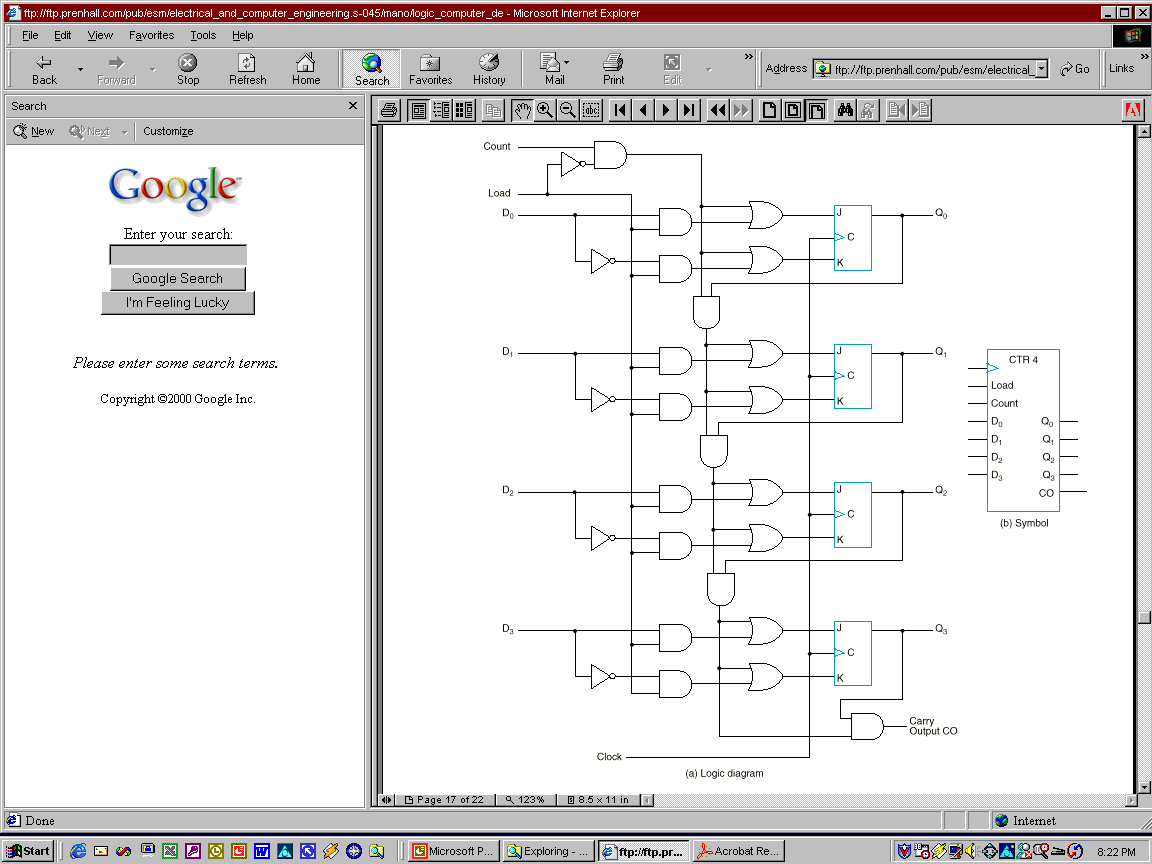 ftp://ftp.prenhall.com/pub/esm/electrical_and_computer_engineering.s-045/mano/logic_computer_de - Microsoft Internet Explorer
File Edit View Favorites Tools Help
Back Forward Stop Refresh Home Search Favorites History Mail Print Edit » Address ftp://ftp.prenhall.com/pub/esm/electrical_ Go Links »
Search
New Next Customize
Google
Enter your search:
Google Search
I'm Feeling Lucky
Please enter some search terms.
Copyright ©2000 Google Inc.
Count
Load
D0 J Q0
C
K
D1 J Q1
C
K
D2 J Q2
C
K
D3 J Q3
C
K
Carry
Output CO
Clock
(a) Logic diagram
CTR 4
Load
Count
D0 Q0
D1 Q1
D2 Q2
D3 Q3
CO
(b) Symbol
Page 17 of 22 123% 8.5 x 11 in
Done Internet
Start Microsoft P... Exploring - ... ftp://ftp.pr... Acrobat Re... 8:22 PM